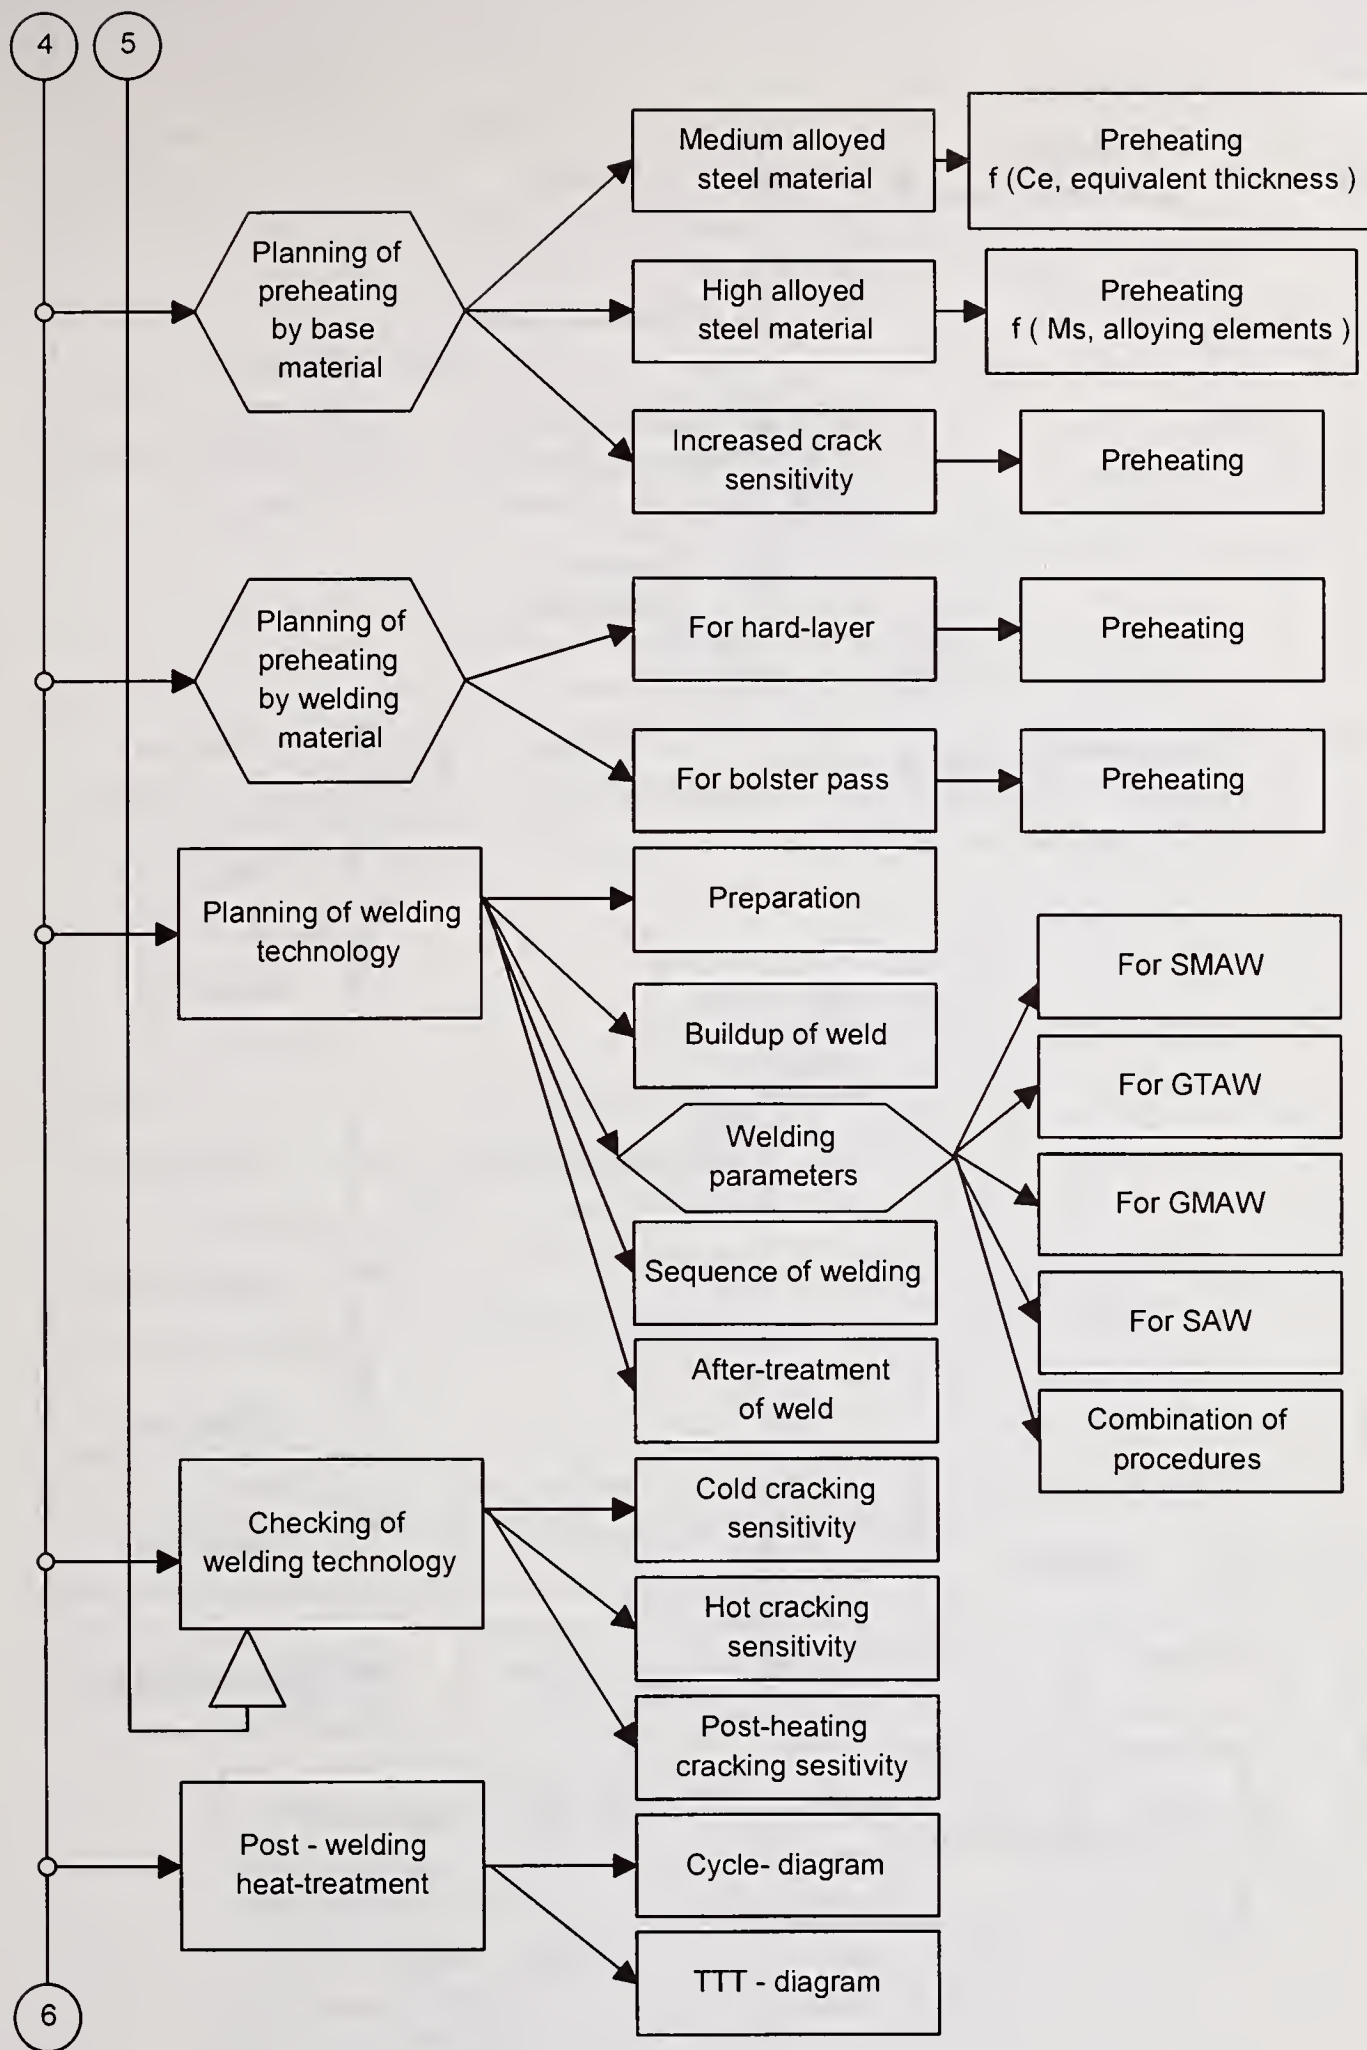 4
5
Medium alloyed
steel material
Preheating
f (Ce, equivalent thickness )
Planning of
preheating
by base
material
High alloyed
steel material
Preheating
f ( Ms, alloying elements )
Increased crack
sensitivity
Preheating
Planning of
preheating
by welding
material
For hard-layer
Preheating
For bolster pass
Preheating
Planning of welding
technology
Preparation
Buildup of weld
Welding
parameters
Sequence of welding
After-treatment
of weld
For SMAW
For GTAW
For GMAW
For SAW
Combination of
procedures
Checking of
welding technology
Cold cracking
sensitivity
Hot cracking
sensitivity
Post-heating
cracking sesitivity
Post - welding
heat-treatment
Cycle- diagram
TTT - diagram
6